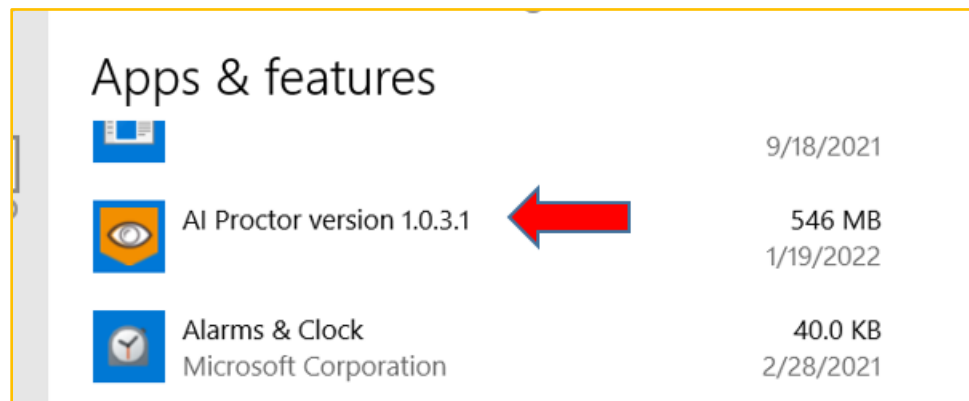 Apps & features
9/18/2021
AI Proctor version 1.0.3.1 546 MB
1/19/2022
Alarms & Clock 40.0 KB
Microsoft Corporation 2/28/2021